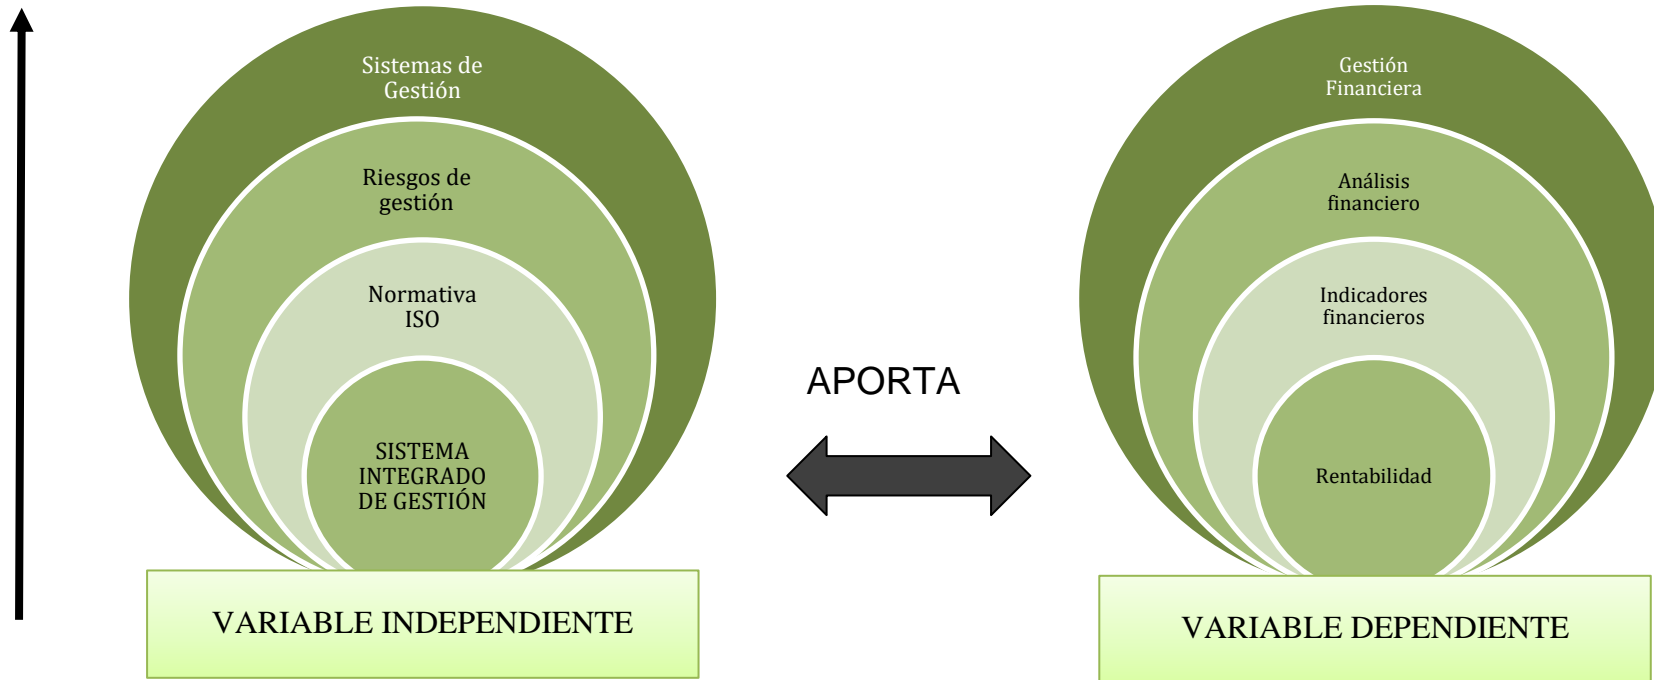 Sistemas de
Gestión
Riesgos de
gestión
Normativa
ISO
SISTEMA
INTEGRADO
DE GESTIÓN
VARIABLE INDEPENDIENTE
APORTA
Gestión
Financiera
Análisis
financiero
Indicadores
financieros
Rentabilidad
VARIABLE DEPENDIENTE